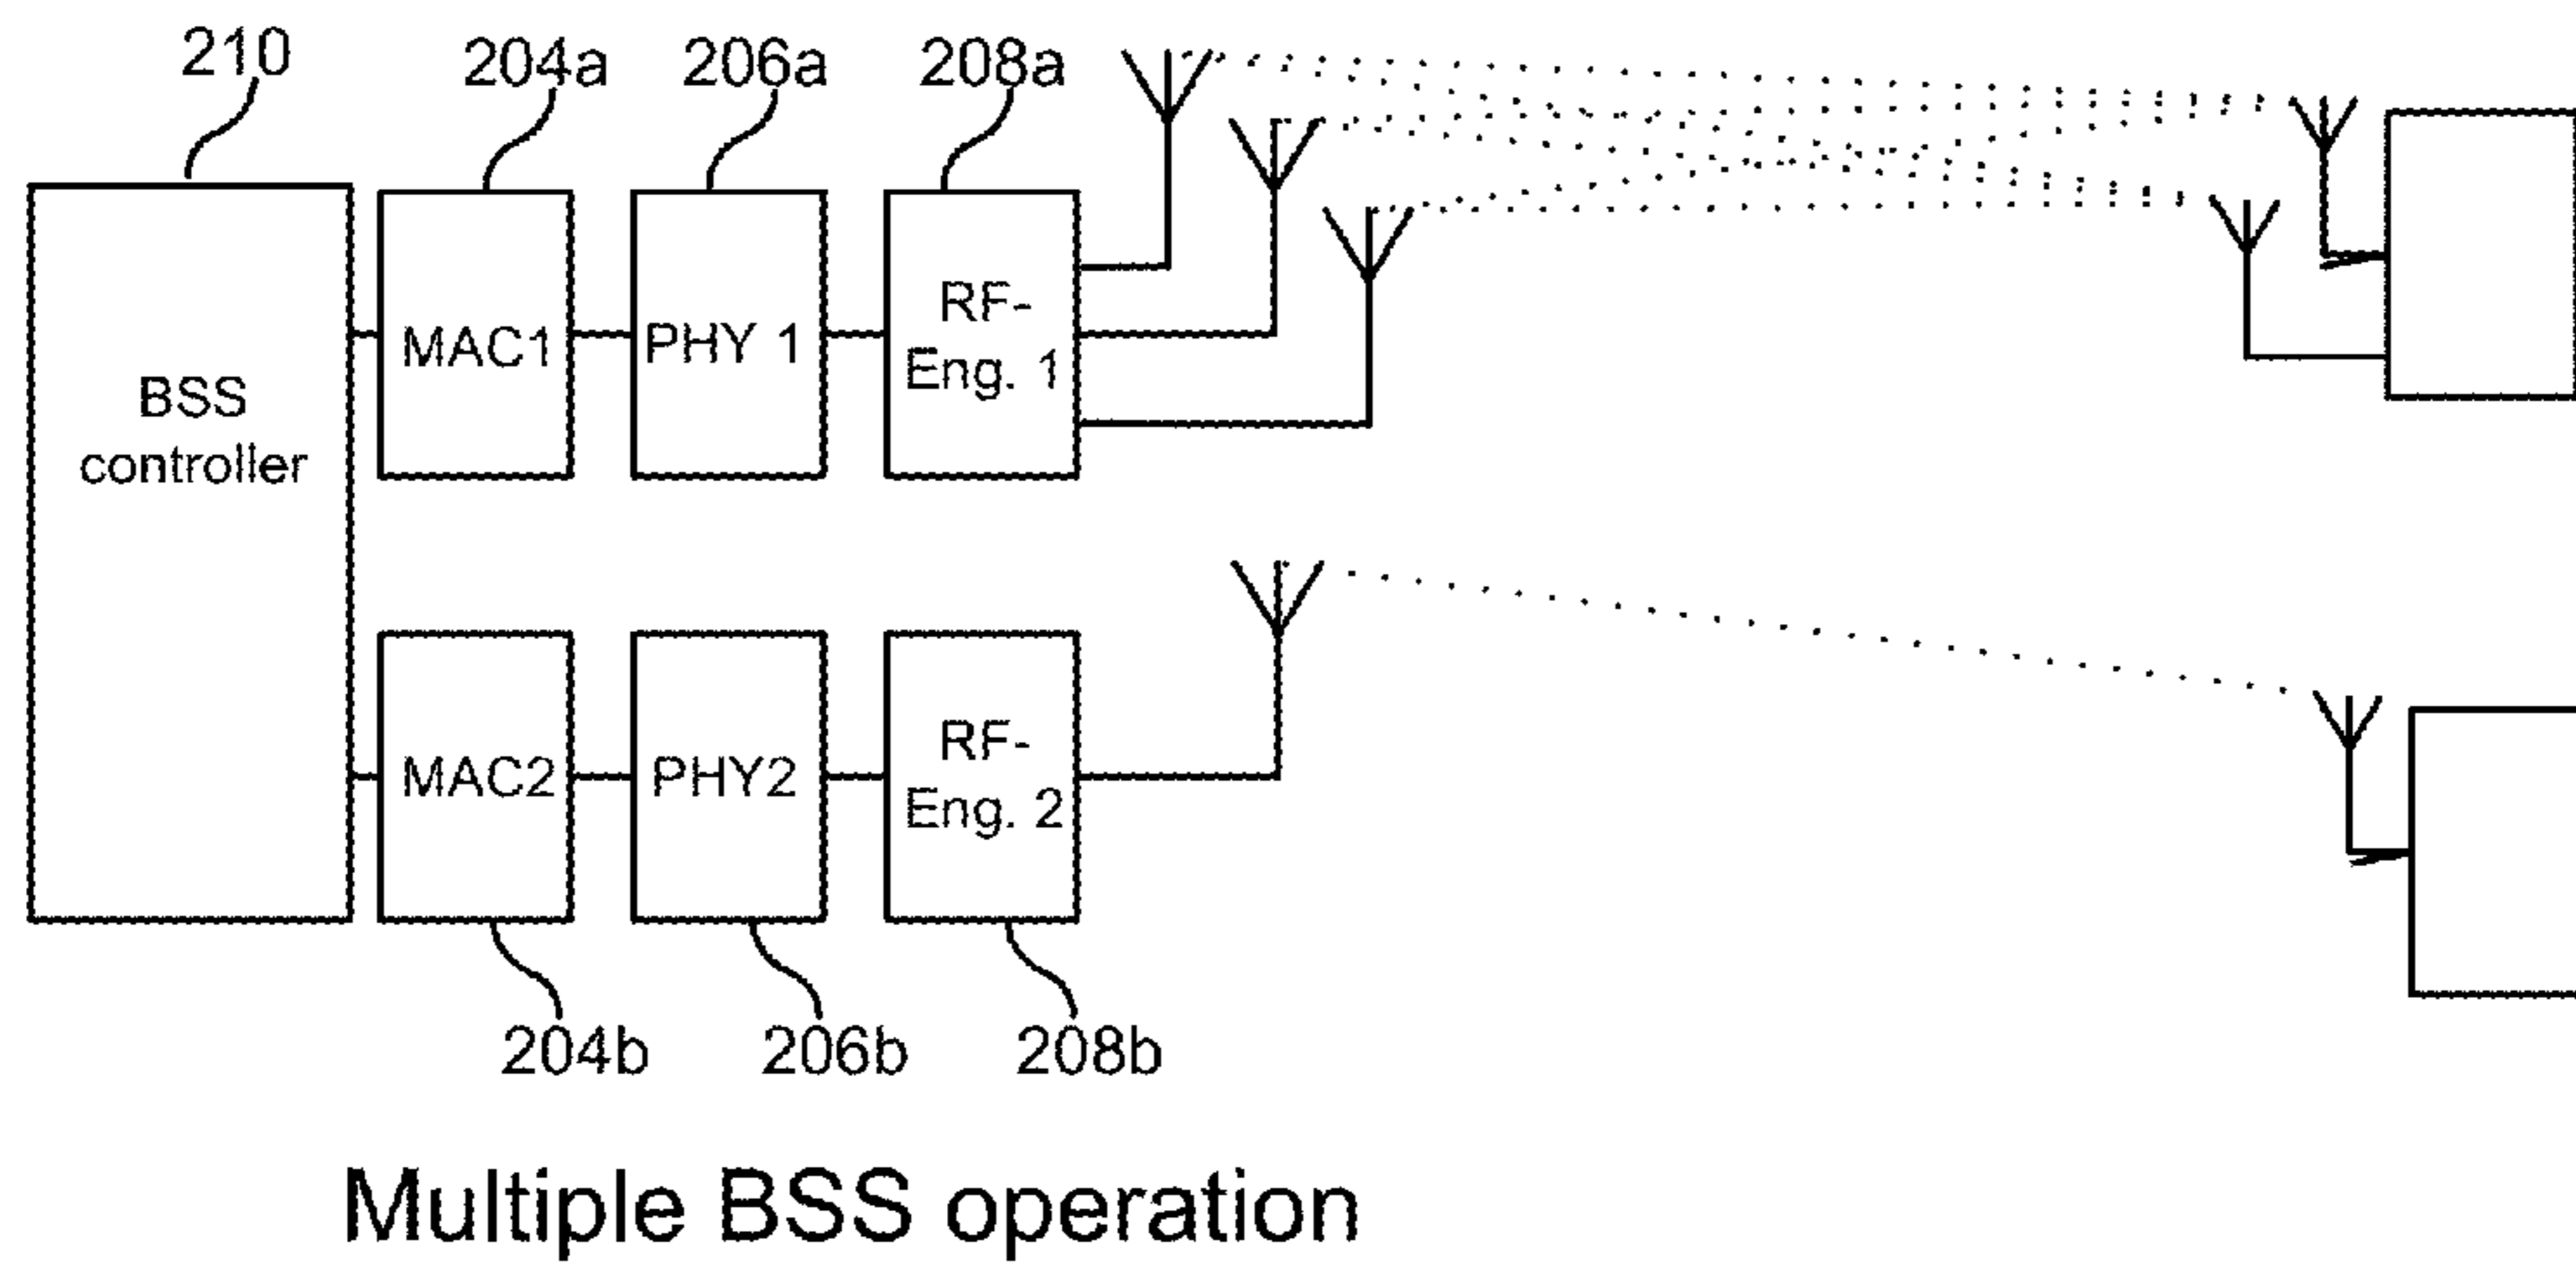 210
204a
206a
208a
BSS
controller
MAC1
PHY 1
RF-
Eng. 1
MAC2
PHY2
RF-
Eng. 2
204b
206b
208b
Multiple BSS operation